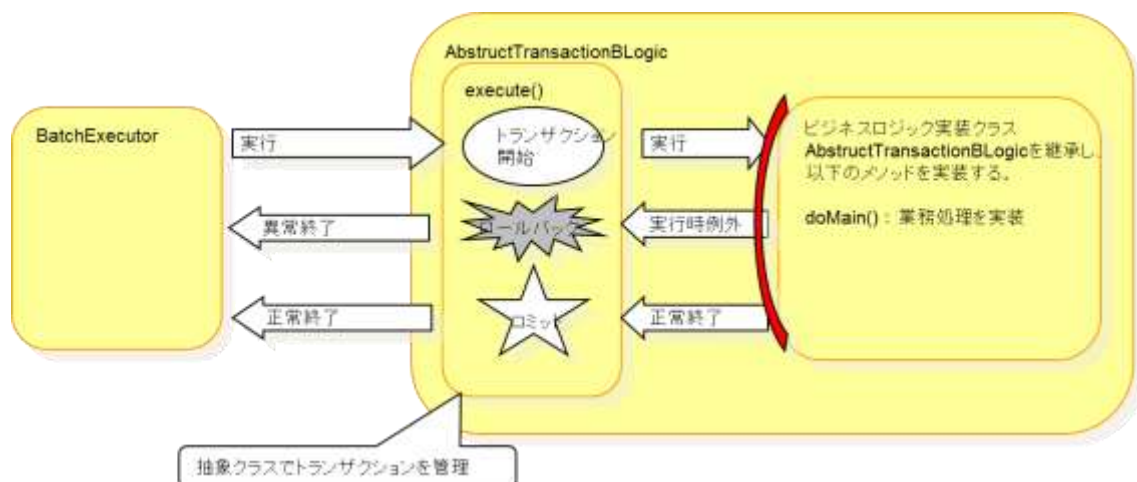 AbstructTransactionBLogic
execute()
BatchExecutor
実行
トランザクション
開始
実行
ビジネスロジック実装クラス
AbstructTransactionBLogicを継承し、
以下のメソッドを実装する。
異常終了
ロールバック
実行時例外
doMain()： 業務処理を実装
正常終了
コミット
正常終了
抽象クラスでトランザクションを管理